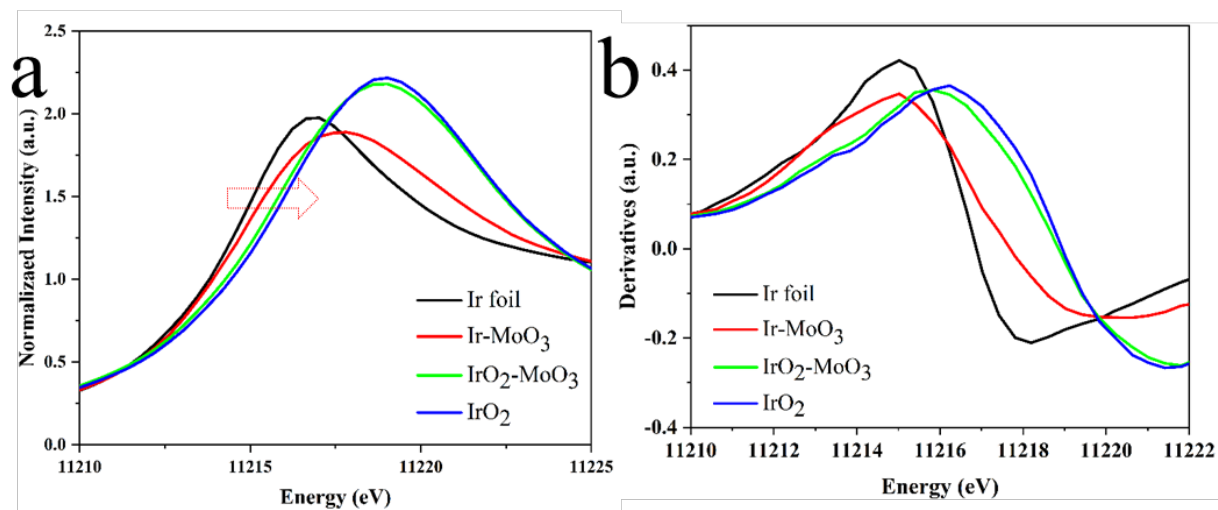 a
Normalizaed Intensity (a.u.)
2.5
2.0
1.5
1.0
0.5
0.0
Ir foil
Ir-MoO3
IrO2-MoO3
IrO2
11210
11215
11220
11225
Energy (eV)
b
Derivatives (a.u.)
0.4
0.2
0.0
-0.2
-0.4
Ir foil
Ir-MoO3
IrO2-MoO3
IrO2
11210
11212
11214
11216
11218
11220
11222
Energy (eV)